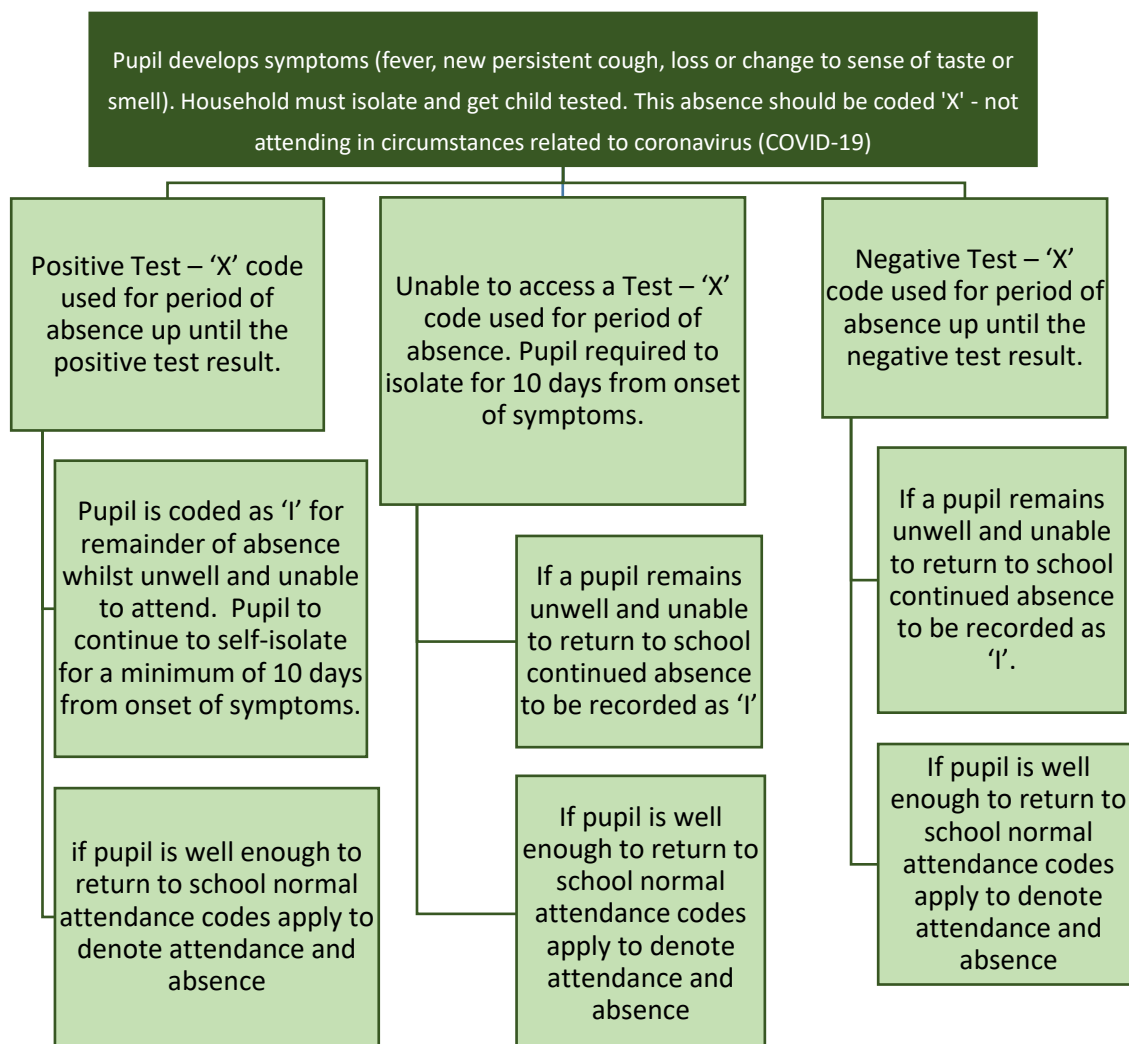 Pupil develops symptoms (fever, new persistent cough, loss or change to sense of taste or
smell). Household must isolate and get child tested. This absence should be coded 'X' - not
attending in circumstances related to coronavirus (COVID-19)
Positive Test – ‘X’ code
used for period of
absence up until the
positive test result.
Pupil is coded as ‘I’ for
remainder of absence
whilst unwell and unable
to attend.  Pupil to
continue to self-isolate
for a minimum of 10 days
from onset of symptoms.
if pupil is well enough to
return to school normal
attendance codes apply to
denote attendance and
absence
Unable to access a Test – ‘X’
code used for period of
absence. Pupil required to
isolate for 10 days from onset
of symptoms.
If a pupil remains
unwell and unable
to return to school
continued absence
to be recorded as ‘I’
If pupil is well
enough to return to
school normal
attendance codes
apply to denote
attendance and
absence
Negative Test – ‘X’
code used for period of
absence up until the
negative test result.
If a pupil remains
unwell and unable
to return to school
continued absence
to be recorded as
‘I’.
If pupil is well
enough to return to
school normal
attendance codes
apply to denote
attendance and
absence